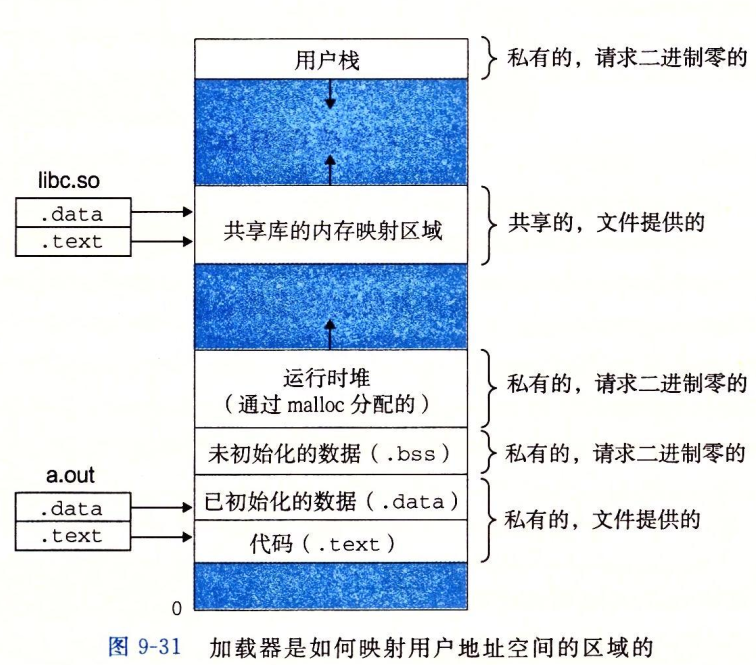 用户栈
私有的，请求二进制零的
libc.so
.data
.text
共享库的内存映射区域
共享的，文件提供的
运行时堆
（通过 malloc 分配的）
私有的，请求二进制零的
未初始化的数据（.bss）
私有的，请求二进制零的
a.out
.data
.text
已初始化的数据（.data）
代码（.text）
私有的，文件提供的
0
图 9-31 加载器是如何映射用户地址空间的区域的